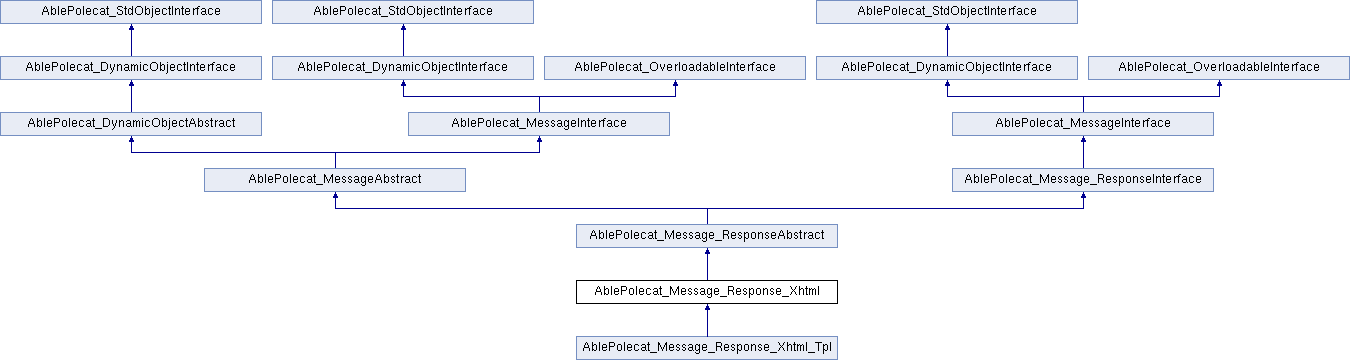 AblePolecat_StdObjectInterface AblePolecat_StdObjectInterface AblePolecat_StdObjectInterface
AblePolecat_DynamicObjectInterface AblePolecat_DynamicObjectInterface AblePolecat_OverloadableInterface AblePolecat_DynamicObjectInterface AblePolecat_OverloadableInterface
AblePolecat_DynamicObjectAbstract AblePolecat_MessageInterface AblePolecat_MessageInterface
AblePolecat_MessageAbstract AblePolecat_Message_ResponseInterface
AblePolecat_Message_ResponseAbstract
AblePolecat_Message_Response_Xhtml
AblePolecat_Message_Response_Xhtml_Tpl